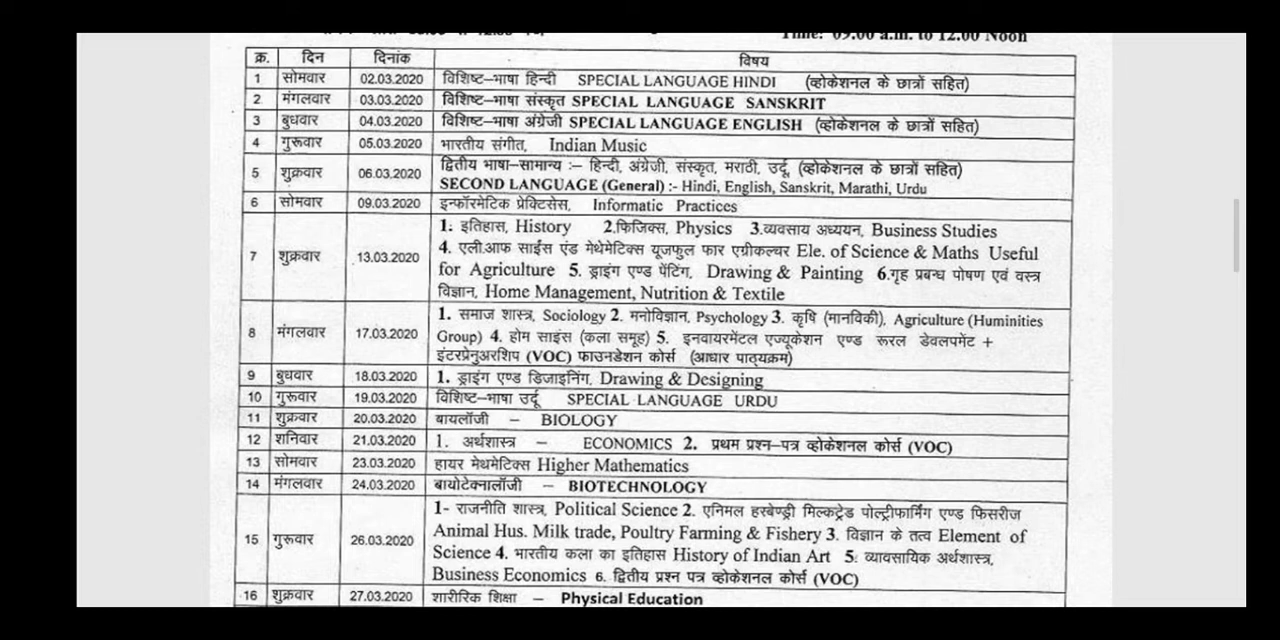 Time: 09.00 a.m. to 12.00 Noon
क्र. दिन दिनांक विषय
1 सोमवार 02.03.2020 विशिष्ट–भाषा हिन्दी SPECIAL LANGUAGE HINDI (व्होकेशनल के छात्रों सहित)
2. मंगलवार 03.03.2020 विशिष्ट–भाषा संस्कृत SPECIAL LANGUAGE SANSKRIT
3 बुधवार 04.03.2020 विशिष्ट–भाषा अंग्रेजी SPECIAL LANGUAGE ENGLISH (व्होकेशनल के छात्रों सहित)
4 गुरूवार 05.03.2020 भारतीय संगीत, Indian Music
5 शुक्रवार 06.03.2020 द्वितीय भाषा–सामान्य :– हिन्दी, अंग्रेजी, संस्कृत, मराठी, उर्दू, (व्होकेशनल के छात्रों सहित)
SECOND LANGUAGE (General) :- Hindi, English, Sanskrit, Marathi, Urdu
6 सोमवार 09.03.2020 इन्फॉरमेटिक प्रेक्टिसेस, Informatic Practices
7 शुक्रवार 13.03.2020 1. इतिहास, History 2.फिजिक्स, Physics 3.व्यवसाय अध्ययन, Business Studies
4. एली.आफ साईंस एंड मेथेमेटिक्स यूजफुल फार एग्रीकल्चर Ele. of Science & Maths Useful
for Agriculture 5. ड्राइंग एण्ड पेंटिंग, Drawing & Painting 6.गृह प्रबन्ध पोषण एवं वस्त्र
विज्ञान, Home Management, Nutrition & Textile
8 मंगलवार 17.03.2020 1. समाज शास्त्र, Sociology 2. मनोविज्ञान, Psychology 3. कृषि (मानविकी), Agriculture (Huminities
Group) 4. होम साइंस (कला समूह) 5. इनवायरमेंटल एज्यूकेशन एण्ड रूरल डेवलपमेंट +
इंटरप्रेनुअरशिप (VOC) फाउनडेशन कोर्स (आधार पाठ्यक्रम)
9 बुधवार 18.03.2020 1. ड्राइंग एण्ड डिजाइनिंग, Drawing & Designing
10 गुरूवार 19.03.2020 विशिष्ट–भाषा उर्दू SPECIAL LANGUAGE URDU
11 शुक्रवार 20.03.2020 बायलॉजी – BIOLOGY
12 शनिवार 21.03.2020 1. अर्थशास्त्र – ECONOMICS 2. प्रथम प्रश्न–पत्र व्होकेशनल कोर्स (VOC)
13 सोमवार 23.03.2020 हायर मेथमेटिक्स Higher Mathematics
14 मंगलवार 24.03.2020 बायोटेक्नालॉजी – BIOTECHNOLOGY
15 गुरूवार 26.03.2020 1- राजनीति शास्त्र, Political Science 2. एनिमल हरबेण्ड्री मिल्कट्रेड पोल्ट्रीफार्मिंग एण्ड फिसरीज
Animal Hus. Milk trade, Poultry Farming & Fishery 3. विज्ञान के तत्व Element of
Science 4. भारतीय कला का इतिहास History of Indian Art 5. व्यावसायिक अर्थशास्त्र,
Business Economics 6. द्वितीय प्रश्न पत्र व्होकेशनल कोर्स (VOC)
16 शुक्रवार 27.03.2020 शारीरिक शिक्षा – Physical Education